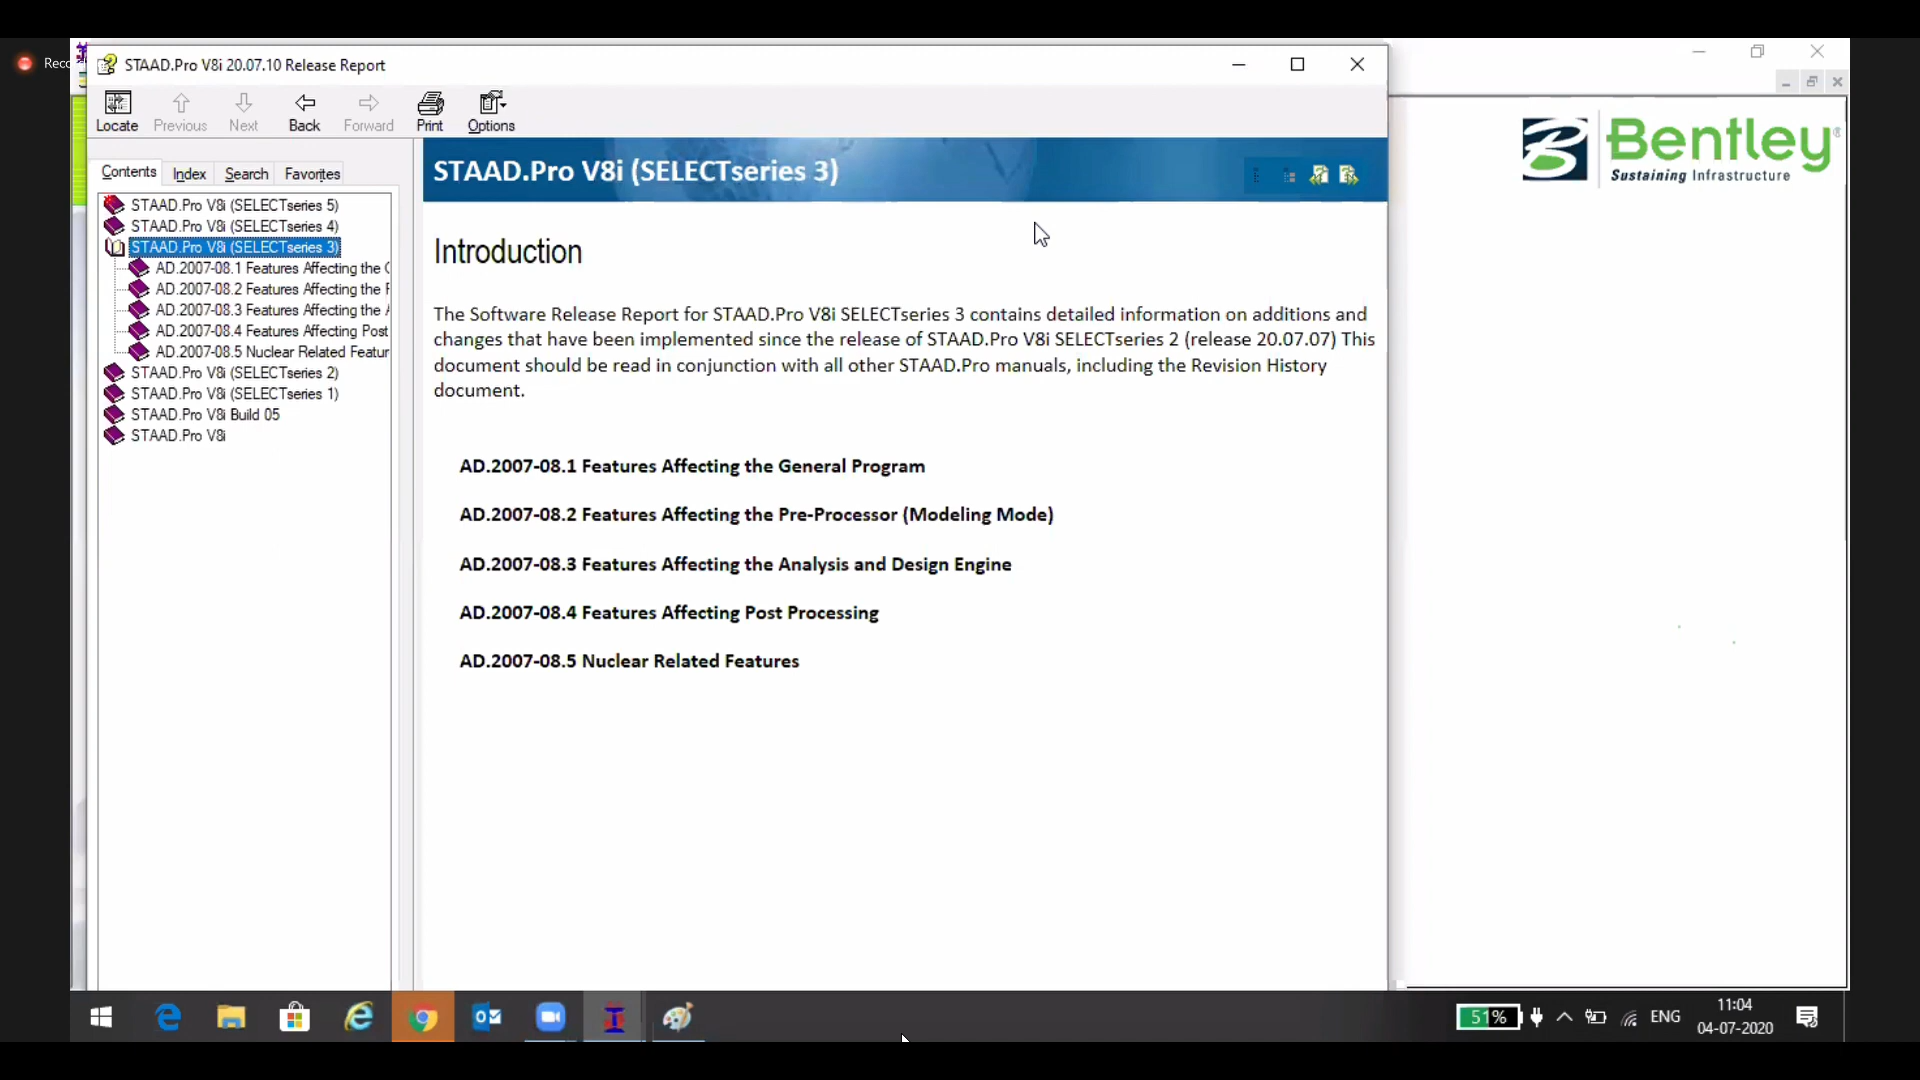 Reco
STAAD.Pro V8i 20.07.10 Release Report
Locate Previous Next Back Forward Print Options
Contents Index Search Favorites
STAAD.Pro V8i (SELECTseries 5)
STAAD.Pro V8i (SELECTseries 4)
STAAD.Pro V8i (SELECTseries 3)
AD.2007-08.1 Features Affecting the
AD.2007-08.2 Features Affecting the
AD.2007-08.3 Features Affecting the
AD.2007-08.4 Features Affecting Post
AD.2007-08.5 Nuclear Related Featur
STAAD.Pro V8i (SELECTseries 2)
STAAD.Pro V8i (SELECTseries 1)
STAAD.Pro V8i Build 05
STAAD.Pro V8i
STAAD.Pro V8i (SELECTseries 3)
Introduction
The Software Release Report for STAAD.Pro V8i SELECTseries 3 contains detailed information on additions and
changes that have been implemented since the release of STAAD.Pro V8i SELECTseries 2 (release 20.07.07) This
document should be read in conjunction with all other STAAD.Pro manuals, including the Revision History
document.
AD.2007-08.1 Features Affecting the General Program
AD.2007-08.2 Features Affecting the Pre-Processor (Modeling Mode)
AD.2007-08.3 Features Affecting the Analysis and Design Engine
AD.2007-08.4 Features Affecting Post Processing
AD.2007-08.5 Nuclear Related Features
Bentley®
Sustaining Infrastructure
51%
ENG
11:04
04-07-2020